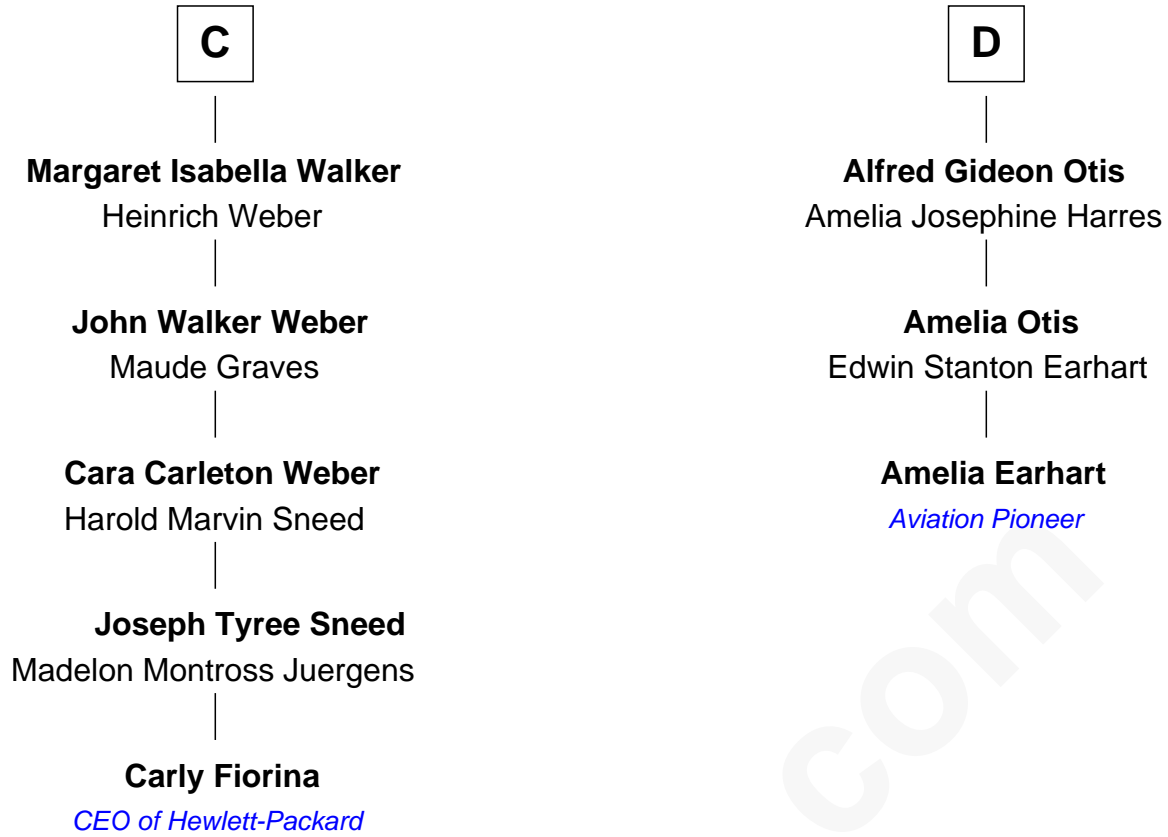 C
Margaret Isabella Walker
Heinrich Weber
John Walker Weber
Maude Graves
Cara Carleton Weber
Harold Marvin Sneed
Joseph Tyree Sneed
Madelon Montross Juergens
Carly Fiorina
CEO of Hewlett-Packard
D
Alfred Gideon Otis
Amelia Josephine Harres
Amelia Otis
Edwin Stanton Earhart
Amelia Earhart
Aviation Pioneer
com